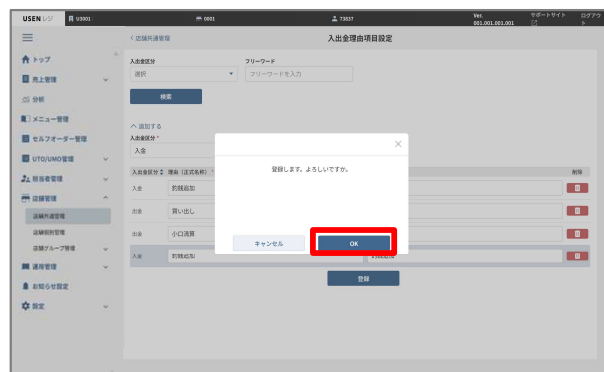 USEN レジ
U3001:
0001
73837
Ver.
001.001.001.001
サポートサイト
ログアウト
店舗共通管理
入出金理由項目設定
トップ
売上管理
分析
メニュー管理
セルフオーダー管理
UTO/UMO管理
担当者管理
店舗管理
店舗共通管理
店舗個別管理
店舗グループ管理
運用管理
お知らせ設定
設定
入出金区分
フリーワード
選択
フリーワードを入力
検索
追加する
入出金区分 *
入金
入出金区分
理由（正式名称）*
削除
入金
釣銭追加
出金
買い出し
出金
小口清算
入金
釣銭追加
登録します。よろしいですか。
キャンセル
OK
登録